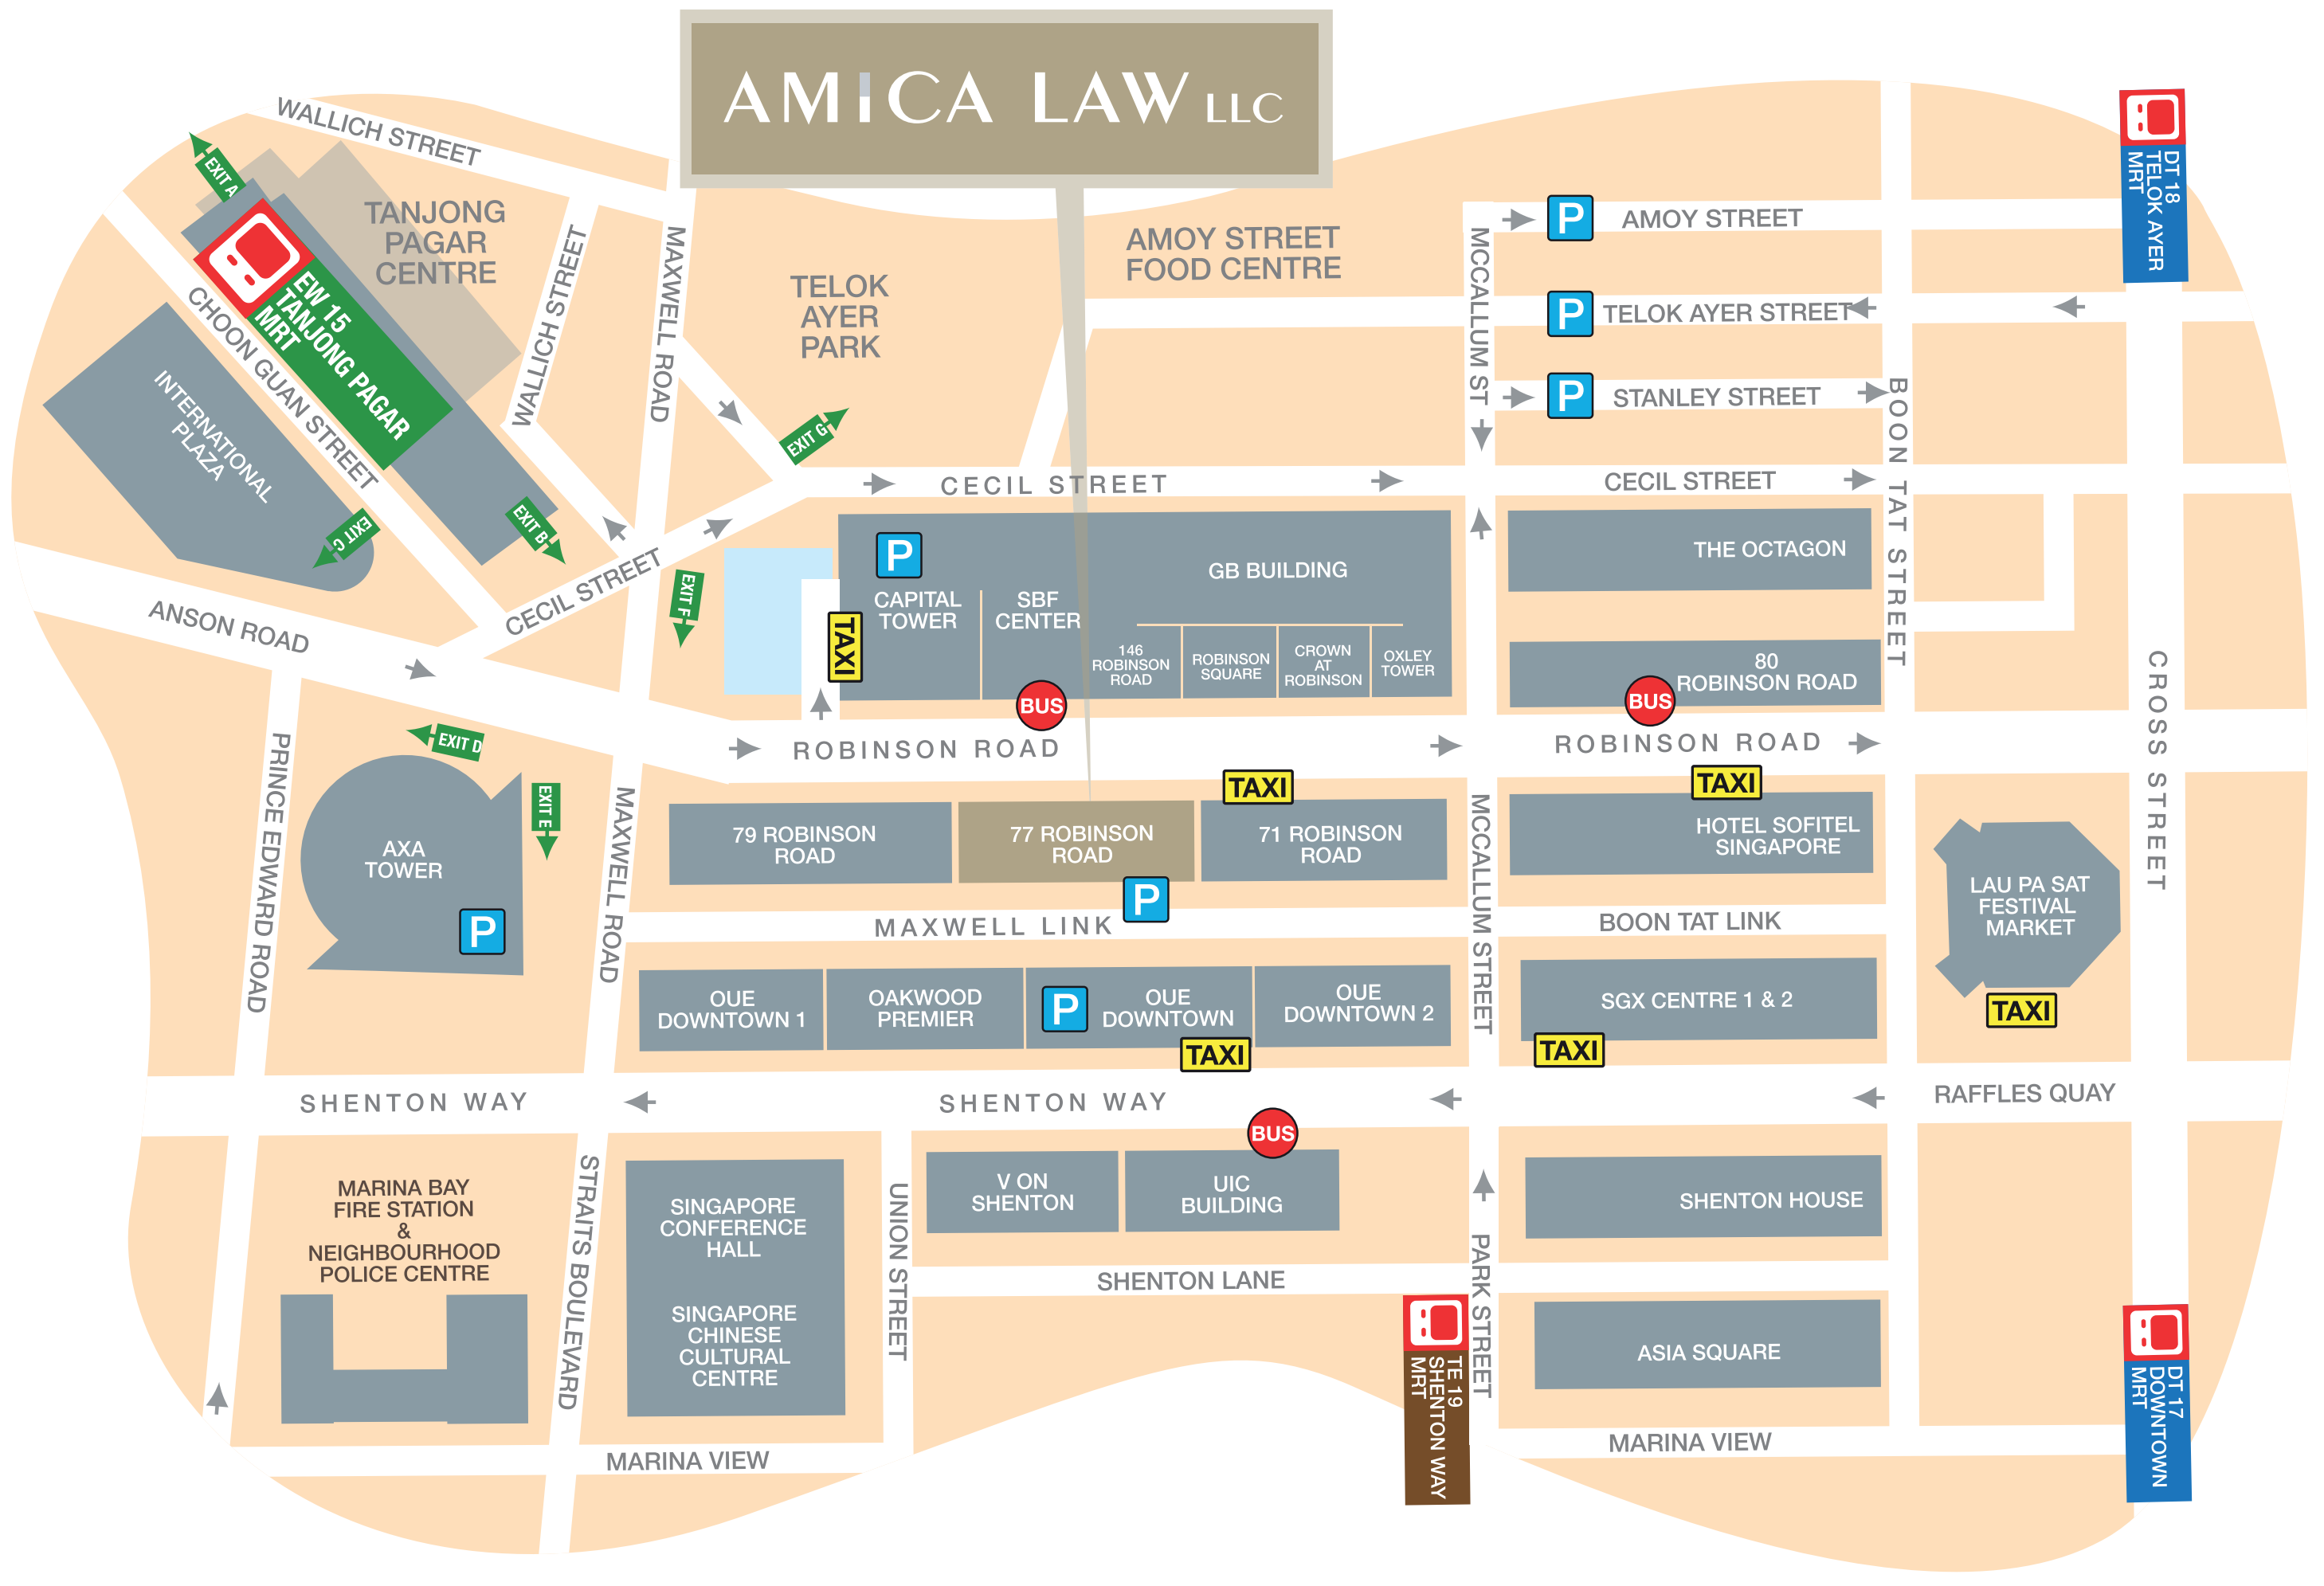 AMICA LAW LLC
WALLICH STREET
EXIT A
TANJONG
PAGAR
CENTRE
EW 15
TANJONG PAGAR
MRT
CHOON GUAN STREET
INTERNATIONAL
PLAZA
WALLICH STREET
MAXWELL ROAD
TELOK
AYER
PARK
AMOY STREET
FOOD CENTRE
MCCALLUM ST
P
AMOY STREET
P
TELOK AYER STREET
P
STANLEY STREET
DT 18
TELOK AYER
MRT
BOON TAT STREET
CROSS STREET
EXIT G
EXIT B
EXIT C
EXIT F
CECIL STREET
CECIL STREET
CECIL STREET
ANSON ROAD
P
CAPITAL
TOWER
SBF
CENTER
GB BUILDING
146
ROBINSON
ROAD
ROBINSON
SQUARE
CROWN
AT
ROBINSON
OXLEY
TOWER
TAXI
BUS
THE OCTAGON
80
ROBINSON ROAD
BUS
ROBINSON ROAD
ROBINSON ROAD
EXIT D
EXIT E
AXA
TOWER
P
PRINCE EDWARD ROAD
MAXWELL ROAD
79 ROBINSON
ROAD
77 ROBINSON
ROAD
TAXI
71 ROBINSON
ROAD
P
TAXI
HOTEL SOFITEL
SINGAPORE
LAU PA SAT
FESTIVAL
MARKET
TAXI
MAXWELL LINK
MCCALLUM STREET
BOON TAT LINK
OUE
DOWNTOWN 1
OAKWOOD
PREMIER
P
OUE
DOWNTOWN
TAXI
OUE
DOWNTOWN 2
SGX CENTRE 1 & 2
TAXI
SHENTON WAY
SHENTON WAY
RAFFLES QUAY
BUS
MARINA BAY
FIRE STATION
&
NEIGHBOURHOOD
POLICE CENTRE
STRAITS BOULEVARD
SINGAPORE
CONFERENCE
HALL
SINGAPORE
CHINESE
CULTURAL
CENTRE
UNION STREET
V ON
SHENTON
UIC
BUILDING
SHENTON LANE
PARK STREET
TE 19
SHENTON WAY
MRT
SHENTON HOUSE
ASIA SQUARE
MARINA VIEW
MARINA VIEW
DT 17
DOWNTOWN
MRT